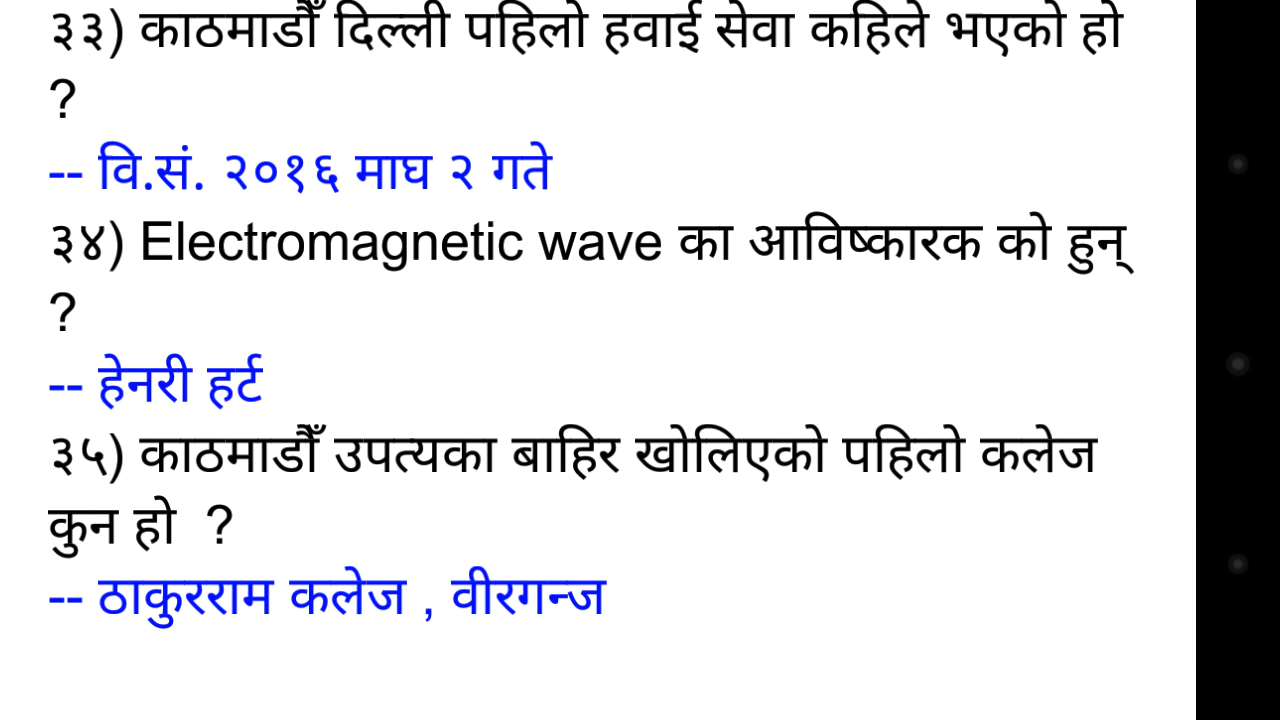 ३३) काठमाडौँ दिल्ली पहिलो हवाई सेवा कहिले भएको हो
?
-- वि.सं. २०१६ माघ २ गते
३४) Electromagnetic wave का आविष्कारक को हुन्
?
-- हेनरी हर्ट
३५) काठमाडौँ उपत्यका बाहिर खोलिएको पहिलो कलेज
कुन हो ?
-- ठाकुरराम कलेज , वीरगन्ज